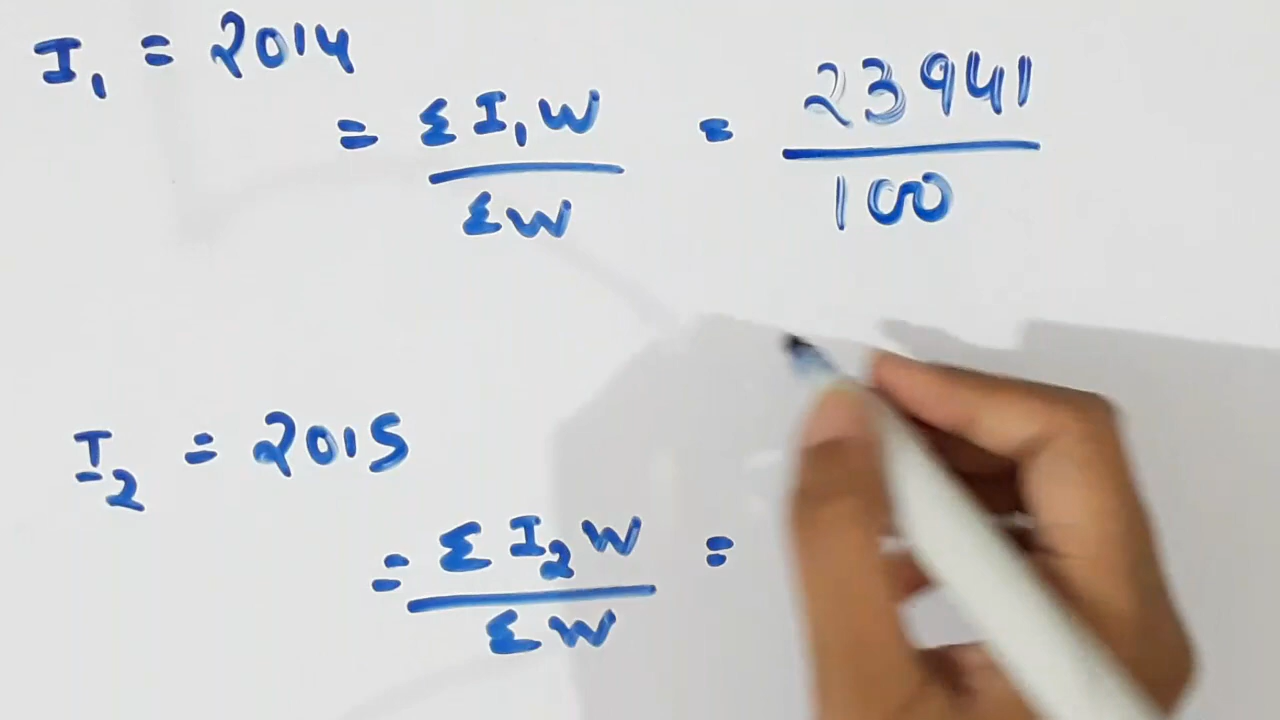 I₁ = 2014
= ΣI₁W / ΣW = 23941 / 100
I₂ = 2015
= ΣI₂W / ΣW =